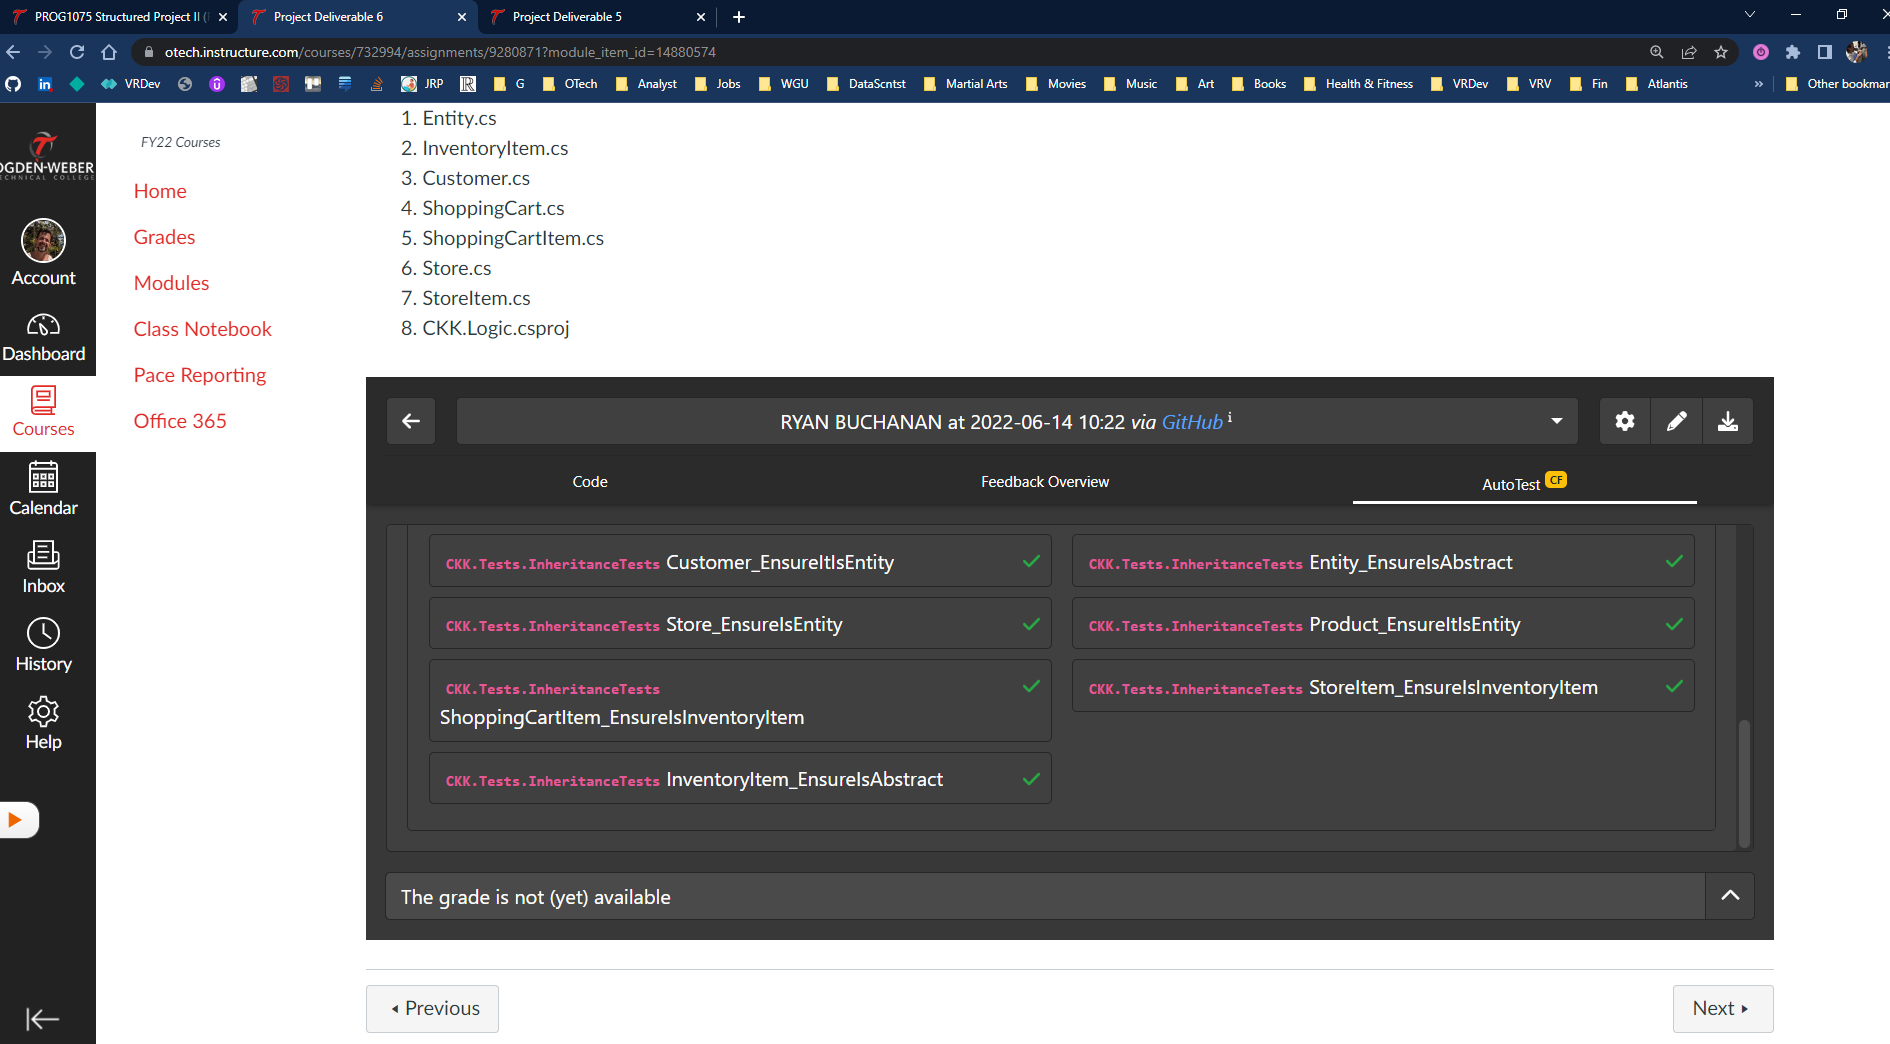 PROG1075 Structured Project II (
Project Deliverable 6
Project Deliverable 5
otech.instructure.com/courses/732994/assignments/9280871?module_item_id=14880574
VRDev
JRP
G
OTech
Analyst
Jobs
WGU
DataScntst
Martial Arts
Movies
Music
Art
Books
Health & Fitness
VRDev
VRV
Fin
Atlantis
»
Other bookmar
OGDEN-WEBER
TECHNICAL COLLEGE
Account
Dashboard
Courses
Calendar
Inbox
History
Help
FY22 Courses
Home
Grades
Modules
Class Notebook
Pace Reporting
Office 365
1. Entity.cs
2. InventoryItem.cs
3. Customer.cs
4. ShoppingCart.cs
5. ShoppingCartItem.cs
6. Store.cs
7. StoreItem.cs
8. CKK.Logic.csproj
RYAN BUCHANAN at 2022-06-14 10:22 via GitHub i
Code
Feedback Overview
AutoTest CF
CKK.Tests.InheritanceTests Customer_EnsureItIsEntity
CKK.Tests.InheritanceTests Entity_EnsureIsAbstract
CKK.Tests.InheritanceTests Store_EnsureIsEntity
CKK.Tests.InheritanceTests Product_EnsureItIsEntity
CKK.Tests.InheritanceTests
ShoppingCartItem_EnsureIsInventoryItem
CKK.Tests.InheritanceTests StoreItem_EnsureIsInventoryItem
CKK.Tests.InheritanceTests InventoryItem_EnsureIsAbstract
The grade is not (yet) available
Previous
Next